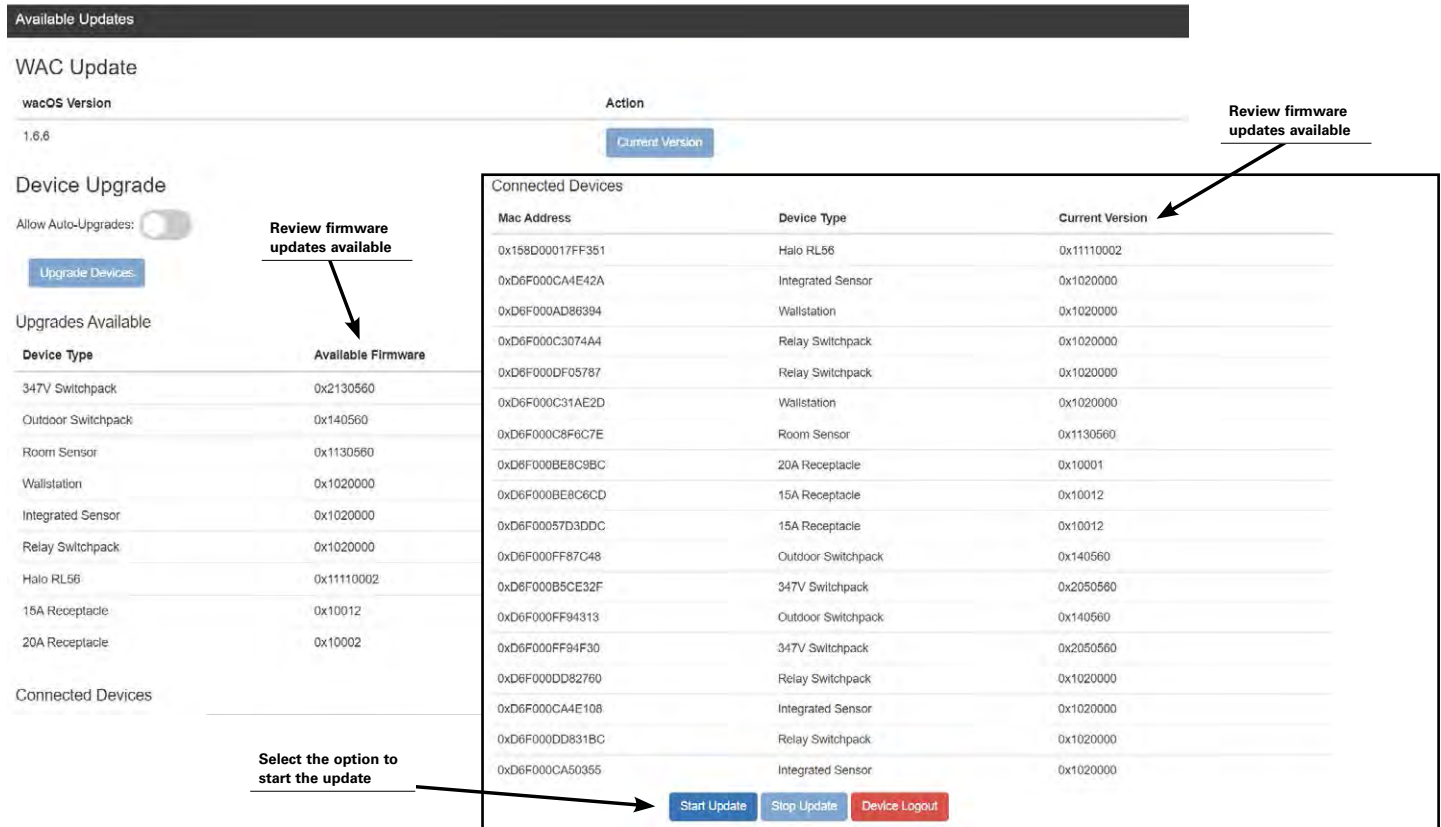 Available Updates
WAC Update
wacOS Version Action
1.6.6 Current Version
Review firmware
updates available
Device Upgrade
Allow Auto-Upgrades:
Upgrade Devices
Review firmware
updates available
Upgrades Available
Device Type Available Firmware
347V Switchpack 0x2130560
Outdoor Switchpack 0x140560
Room Sensor 0x1130560
Wallstation 0x1020000
Integrated Sensor 0x1020000
Relay Switchpack 0x1020000
Halo RL56 0x11110002
15A Receptacle 0x10012
20A Receptacle 0x10002
Connected Devices
Select the option to
start the update
Connected Devices
Mac Address Device Type Current Version
0x158D00017FF351 Halo RL56 0x11110002
0xD6F000CA4E42A Integrated Sensor 0x1020000
0xD6F000AD86394 Wallstation 0x1020000
0xD6F000C3074A4 Relay Switchpack 0x1020000
0xD6F000DF05787 Relay Switchpack 0x1020000
0xD6F000C31AE2D Wallstation 0x1020000
0xD6F000C8F6C7E Room Sensor 0x1130560
0xD6F000BE8C9BC 20A Receptacle 0x10001
0xD6F000BE8C6CD 15A Receptacle 0x10012
0xD6F00057D3DDC 15A Receptacle 0x10012
0xD6F000FF87C48 Outdoor Switchpack 0x140560
0xD6F000B5CE32F 347V Switchpack 0x2050560
0xD6F000FF94313 Outdoor Switchpack 0x140560
0xD6F000FF94F30 347V Switchpack 0x2050560
0xD6F000DD82760 Relay Switchpack 0x1020000
0xD6F000CA4E108 Integrated Sensor 0x1020000
0xD6F000DD831BC Relay Switchpack 0x1020000
0xD6F000CA50355 Integrated Sensor 0x1020000
Start Update Stop Update Device Logout